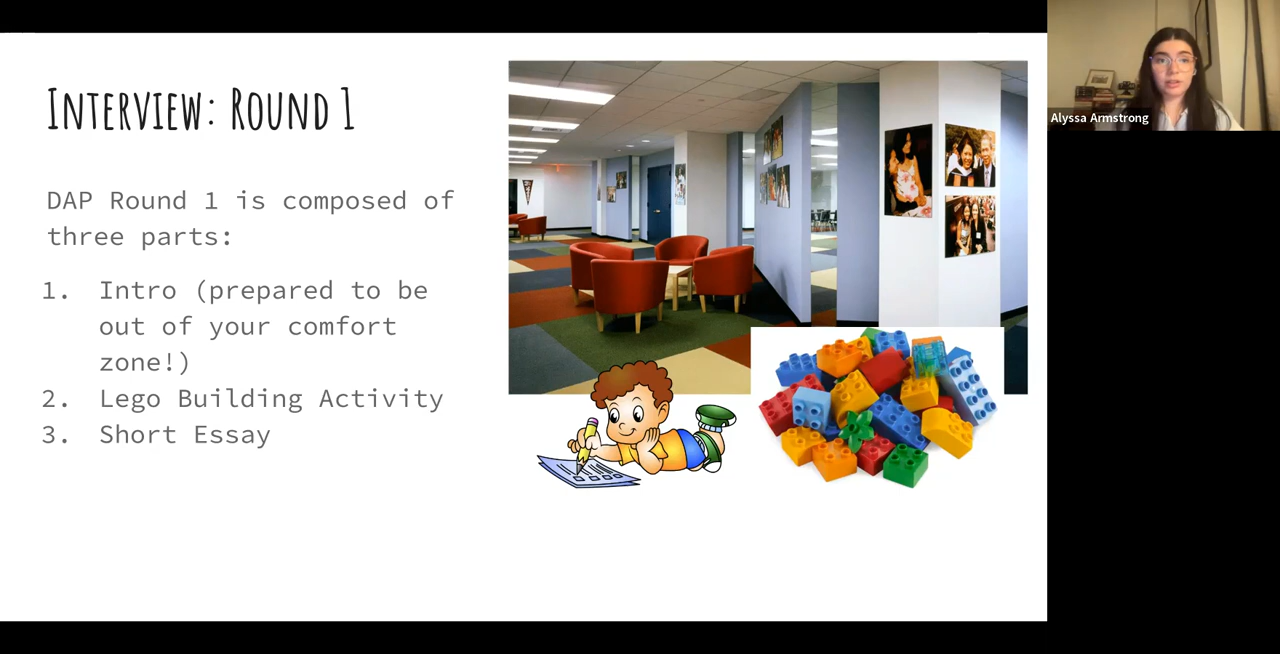 Interview: Round 1
DAP Round 1 is composed of
three parts:
1. Intro (prepared to be
out of your comfort
zone!)
2. Lego Building Activity
3. Short Essay
Alyssa Armstrong